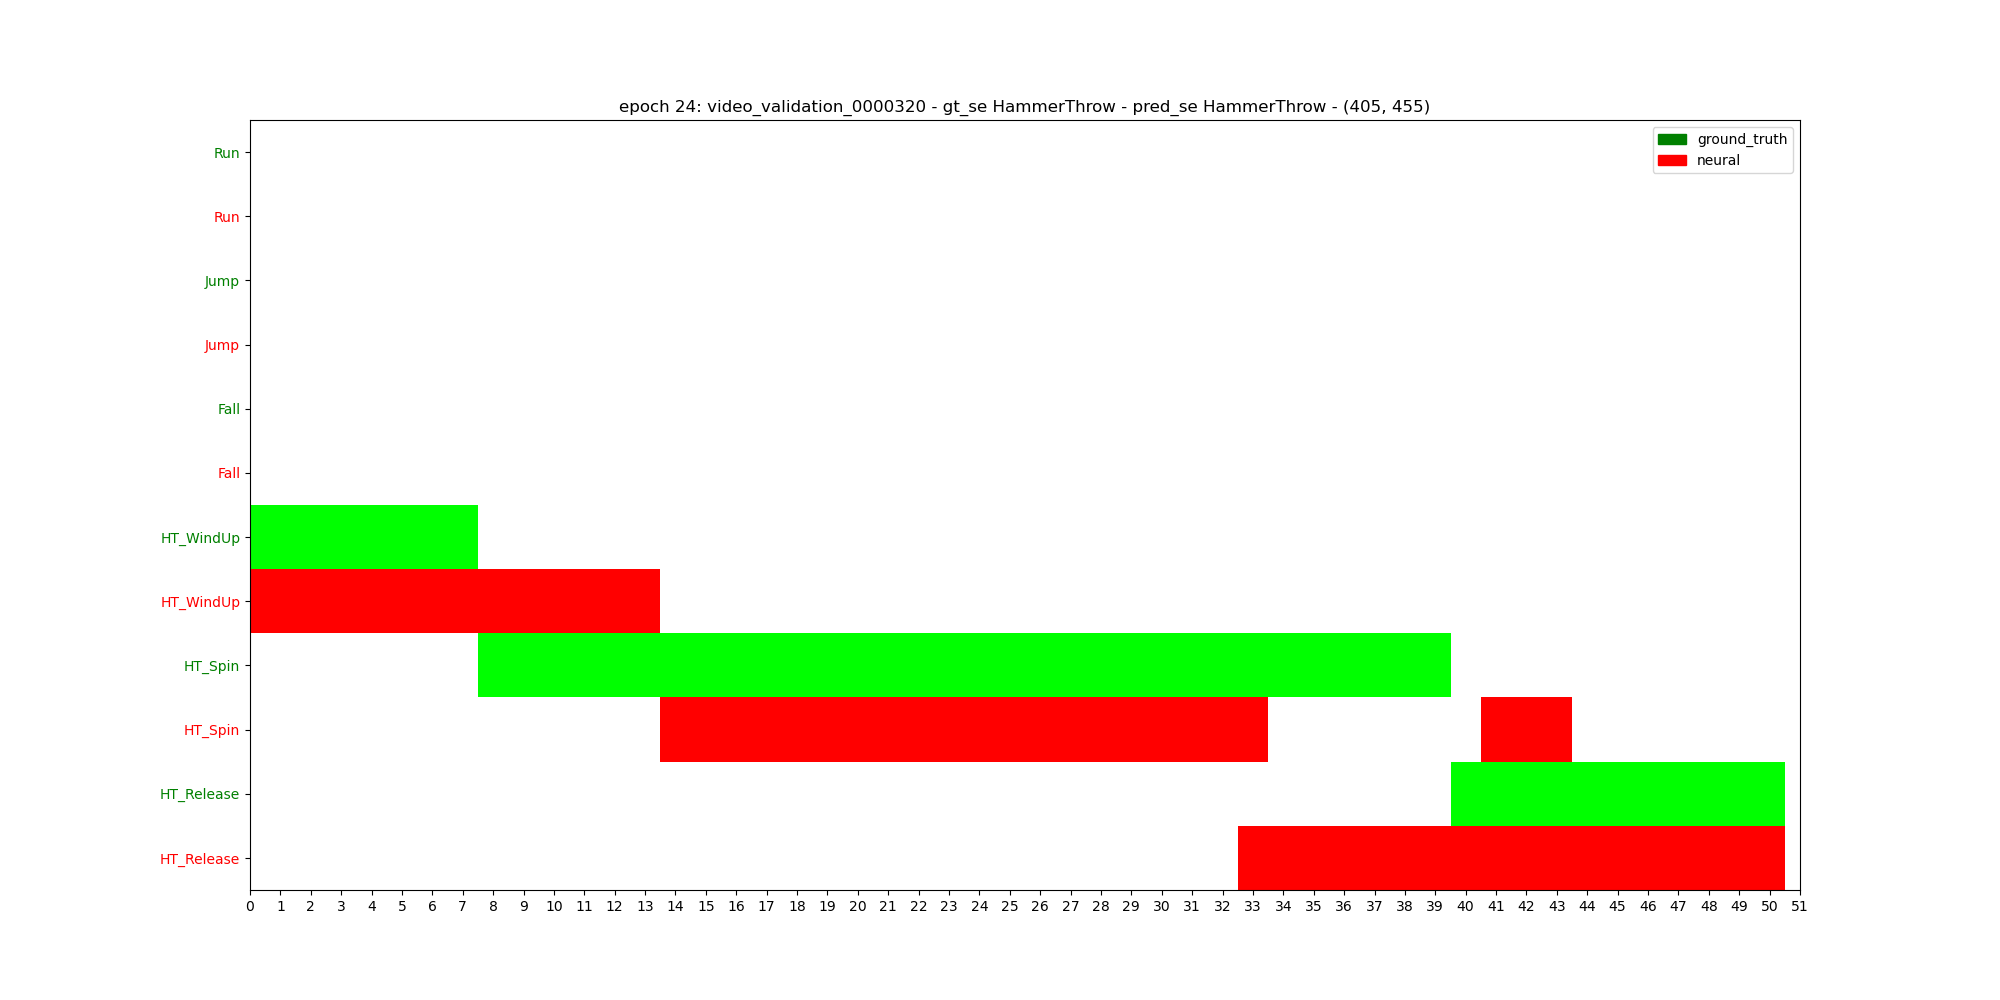 epoch 24: video_validation_0000320 - gt_se HammerThrow - pred_se HammerThrow - (405, 455)
ground_truth
neural
Run
Run
Jump
Jump
Fall
Fall
HT_WindUp
HT_WindUp
HT_Spin
HT_Spin
HT_Release
HT_Release
0 1 2 3 4 5 6 7 8 9 10 11 12 13 14 15 16 17 18 19 20 21 22 23 24 25 26 27 28 29 30 31 32 33 34 35 36 37 38 39 40 41 42 43 44 45 46 47 48 49 50 51